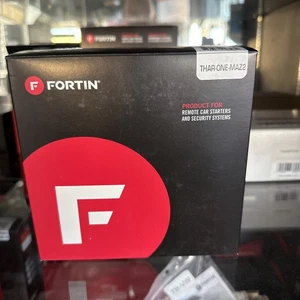 FORTIN®
THAR-ONE-MAZ2
PRODUCT FOR
REMOTE CAR STARTERS
AND SECURITY SYSTEMS
F